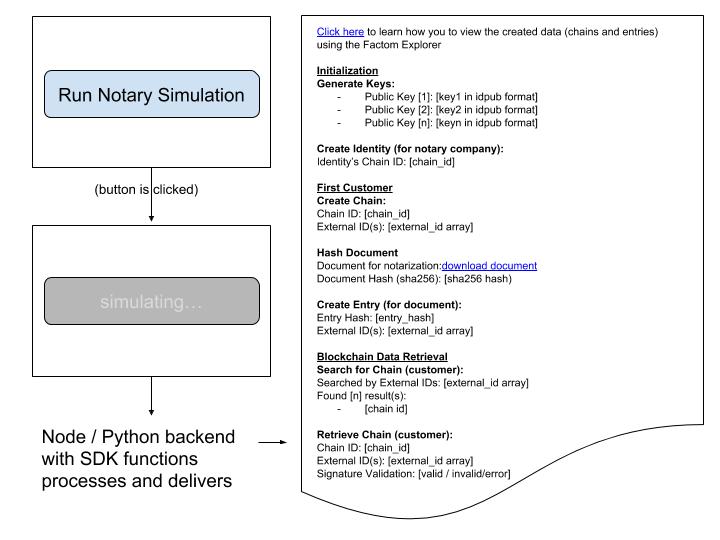 Run Notary Simulation
(button is clicked)
simulating...
Node / Python backend
with SDK functions
processes and delivers
Click here to learn how you to view the created data (chains and entries)
using the Factom Explorer
Initialization
Generate Keys:
- Public Key [1]: [key1 in idpub format]
- Public Key [2]: [key2 in idpub format]
- Public Key [n]: [keyn in idpub format]
Create Identity (for notary company):
Identity's Chain ID: [chain_id]
First Customer
Create Chain:
Chain ID: [chain_id]
External ID(s): [external_id array]
Hash Document
Document for notarization:download document
Document Hash (sha256): [sha256 hash)
Create Entry (for document):
Entry Hash: [entry_hash]
External ID(s): [external_id array]
Blockchain Data Retrieval
Search for Chain (customer):
Searched by External IDs: [external_id array]
Found [n] result(s):
- [chain id]
Retrieve Chain (customer):
Chain ID: [chain_id]
External ID(s): [external_id array]
Signature Validation: [valid / invalid/error]